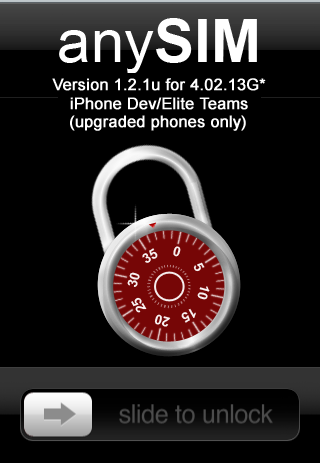 anySIM
Version 1.2.1u for 4.02.13G*
iPhone Dev/Elite Teams
(upgraded phones only)
0
5
10
15
20
25
30
35
slide to unlock